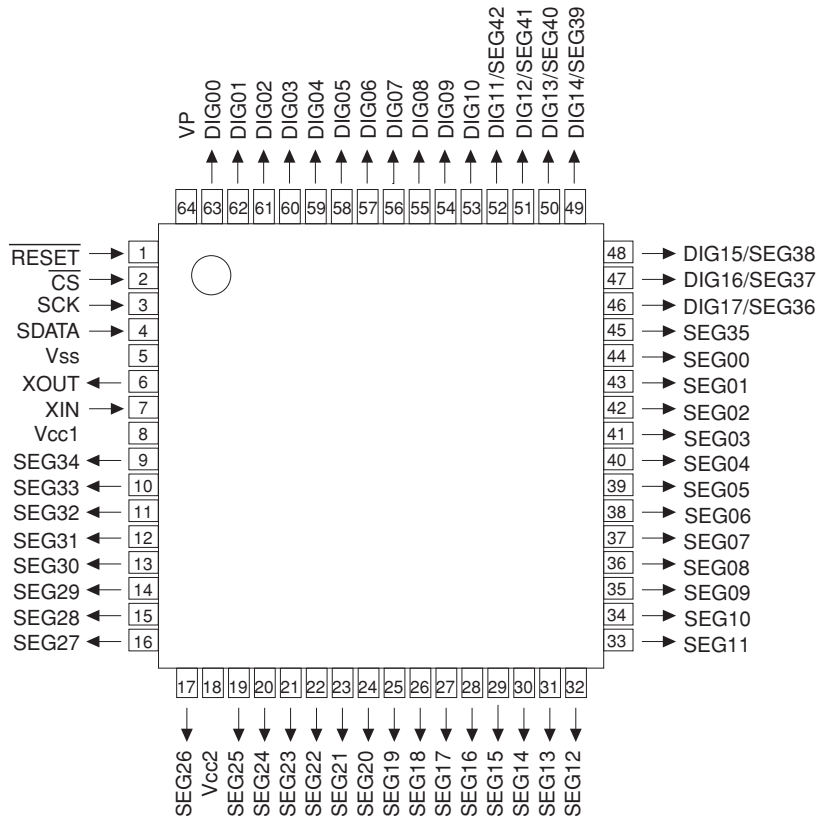 VP
DIG00
DIG01
DIG02
DIG03
DIG04
DIG05
DIG06
DIG07
DIG08
DIG09
DIG10
DIG11/SEG42
DIG12/SEG41
DIG13/SEG40
DIG14/SEG39
64 63 62 61 60 59 58 57 56 55 54 53 52 51 50 49
RESET 1
CS 2
SCK 3
SDATA 4
Vss 5
XOUT 6
XIN 7
Vcc1 8
SEG34 9
SEG33 10
SEG32 11
SEG31 12
SEG30 13
SEG29 14
SEG28 15
SEG27 16
48 DIG15/SEG38
47 DIG16/SEG37
46 DIG17/SEG36
45 SEG35
44 SEG00
43 SEG01
42 SEG02
41 SEG03
40 SEG04
39 SEG05
38 SEG06
37 SEG07
36 SEG08
35 SEG09
34 SEG10
33 SEG11
17 18 19 20 21 22 23 24 25 26 27 28 29 30 31 32
SEG26
Vcc2
SEG25
SEG24
SEG23
SEG22
SEG21
SEG20
SEG19
SEG18
SEG17
SEG16
SEG15
SEG14
SEG13
SEG12